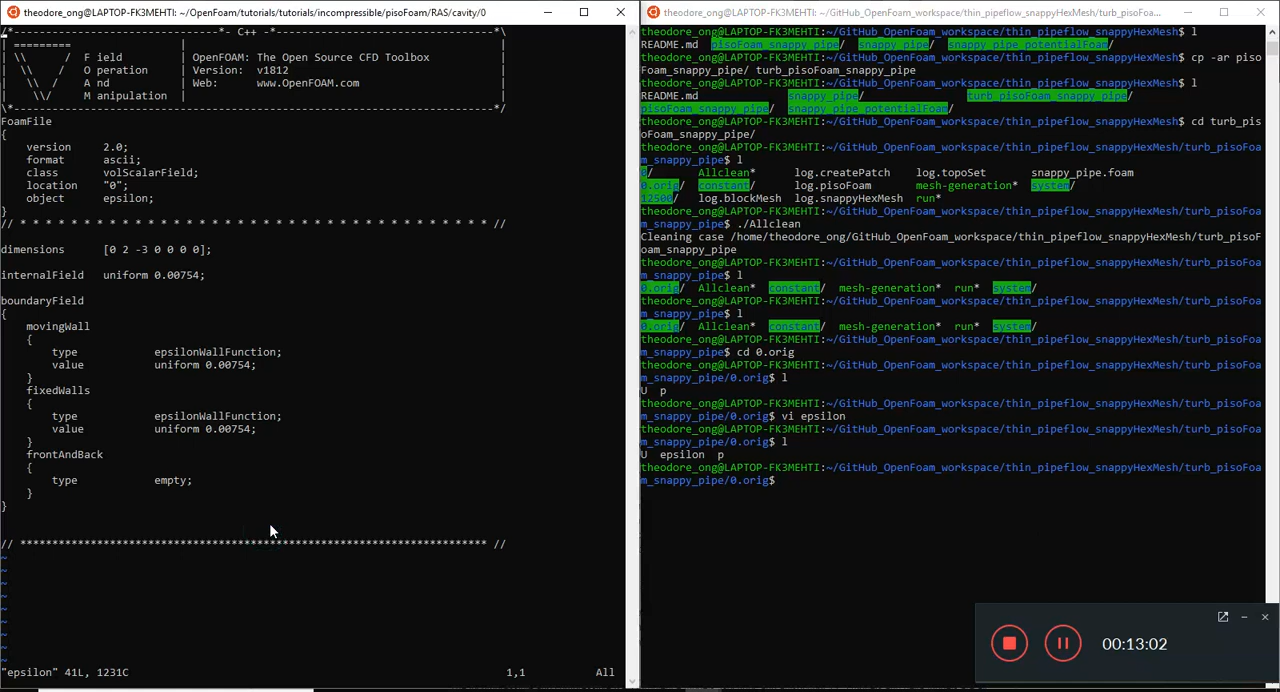 theodore_ong@LAPTOP-FK3MEHTI: ~/OpenFoam/tutorials/tutorials/incompressible/pisoFoam/RAS/cavity/0
/*--------------------------------*- C++ -*----------------------------------*\
| =========                 |
| \\      /  F ield         | OpenFOAM: The Open Source CFD Toolbox
|  \\    /   O peration     | Version:  v1812
|   \\  /    A nd           | Web:      www.OpenFOAM.com
|    \\/     M anipulation  |
\*---------------------------------------------------------------------------*/
FoamFile
{
    version     2.0;
    format      ascii;
    class       volScalarField;
    location    "0";
    object      epsilon;
}
// * * * * * * * * * * * * * * * * * * * * * * * * * * * * * * * * * * * * * //
dimensions      [0 2 -3 0 0 0 0];
internalField   uniform 0.00754;
boundaryField
{
    movingWall
    {
        type            epsilonWallFunction;
        value           uniform 0.00754;
    }
    fixedWalls
    {
        type            epsilonWallFunction;
        value           uniform 0.00754;
    }
    frontAndBack
    {
        type            empty;
    }
}
// ************************************************************************* //
~
~
~
~
~
~
~
~
~
"epsilon" 41L, 1231C 1,1 All
theodore_ong@LAPTOP-FK3MEHTI: ~/GitHub_OpenFoam_workspace/thin_pipeflow_snappyHexMesh/turb_pisoFoa...
theodore_ong@LAPTOP-FK3MEHTI:~/GitHub_OpenFoam_workspace/thin_pipeflow_snappyHexMesh$ l
README.md  pisoFoam_snappy_pipe/  snappy_pipe/  snappy_pipe_potentialFoam/
theodore_ong@LAPTOP-FK3MEHTI:~/GitHub_OpenFoam_workspace/thin_pipeflow_snappyHexMesh$ cp -ar piso
Foam_snappy_pipe/ turb_pisoFoam_snappy_pipe
theodore_ong@LAPTOP-FK3MEHTI:~/GitHub_OpenFoam_workspace/thin_pipeflow_snappyHexMesh$ l
README.md              snappy_pipe/                turb_pisoFoam_snappy_pipe/
pisoFoam_snappy_pipe/  snappy_pipe_potentialFoam/
theodore_ong@LAPTOP-FK3MEHTI:~/GitHub_OpenFoam_workspace/thin_pipeflow_snappyHexMesh$ cd turb_pis
oFoam_snappy_pipe/
theodore_ong@LAPTOP-FK3MEHTI:~/GitHub_OpenFoam_workspace/thin_pipeflow_snappyHexMesh/turb_pisoFoa
m_snappy_pipe$ l
0/       Allclean*      log.createPatch    log.topoSet       snappy_pipe.foam
0.orig/  constant/      log.pisoFoam       mesh-generation*  system/
12500/   log.blockMesh  log.snappyHexMesh  run*
theodore_ong@LAPTOP-FK3MEHTI:~/GitHub_OpenFoam_workspace/thin_pipeflow_snappyHexMesh/turb_pisoFoa
m_snappy_pipe$ ./Allclean
Cleaning case /home/theodore_ong/GitHub_OpenFoam_workspace/thin_pipeflow_snappyHexMesh/turb_pisoF
oam_snappy_pipe
theodore_ong@LAPTOP-FK3MEHTI:~/GitHub_OpenFoam_workspace/thin_pipeflow_snappyHexMesh/turb_pisoFoa
m_snappy_pipe$ l
0.orig/  Allclean*  constant/  mesh-generation*  run*  system/
theodore_ong@LAPTOP-FK3MEHTI:~/GitHub_OpenFoam_workspace/thin_pipeflow_snappyHexMesh/turb_pisoFoa
m_snappy_pipe$ l
0.orig/  Allclean*  constant/  mesh-generation*  run*  system/
theodore_ong@LAPTOP-FK3MEHTI:~/GitHub_OpenFoam_workspace/thin_pipeflow_snappyHexMesh/turb_pisoFoa
m_snappy_pipe$ cd 0.orig
theodore_ong@LAPTOP-FK3MEHTI:~/GitHub_OpenFoam_workspace/thin_pipeflow_snappyHexMesh/turb_pisoFoa
m_snappy_pipe/0.orig$ l
U  p
theodore_ong@LAPTOP-FK3MEHTI:~/GitHub_OpenFoam_workspace/thin_pipeflow_snappyHexMesh/turb_pisoFoa
m_snappy_pipe/0.orig$ vi epsilon
theodore_ong@LAPTOP-FK3MEHTI:~/GitHub_OpenFoam_workspace/thin_pipeflow_snappyHexMesh/turb_pisoFoa
m_snappy_pipe/0.orig$ l
U  epsilon  p
theodore_ong@LAPTOP-FK3MEHTI:~/GitHub_OpenFoam_workspace/thin_pipeflow_snappyHexMesh/turb_pisoFoa
m_snappy_pipe/0.orig$
00:13:02